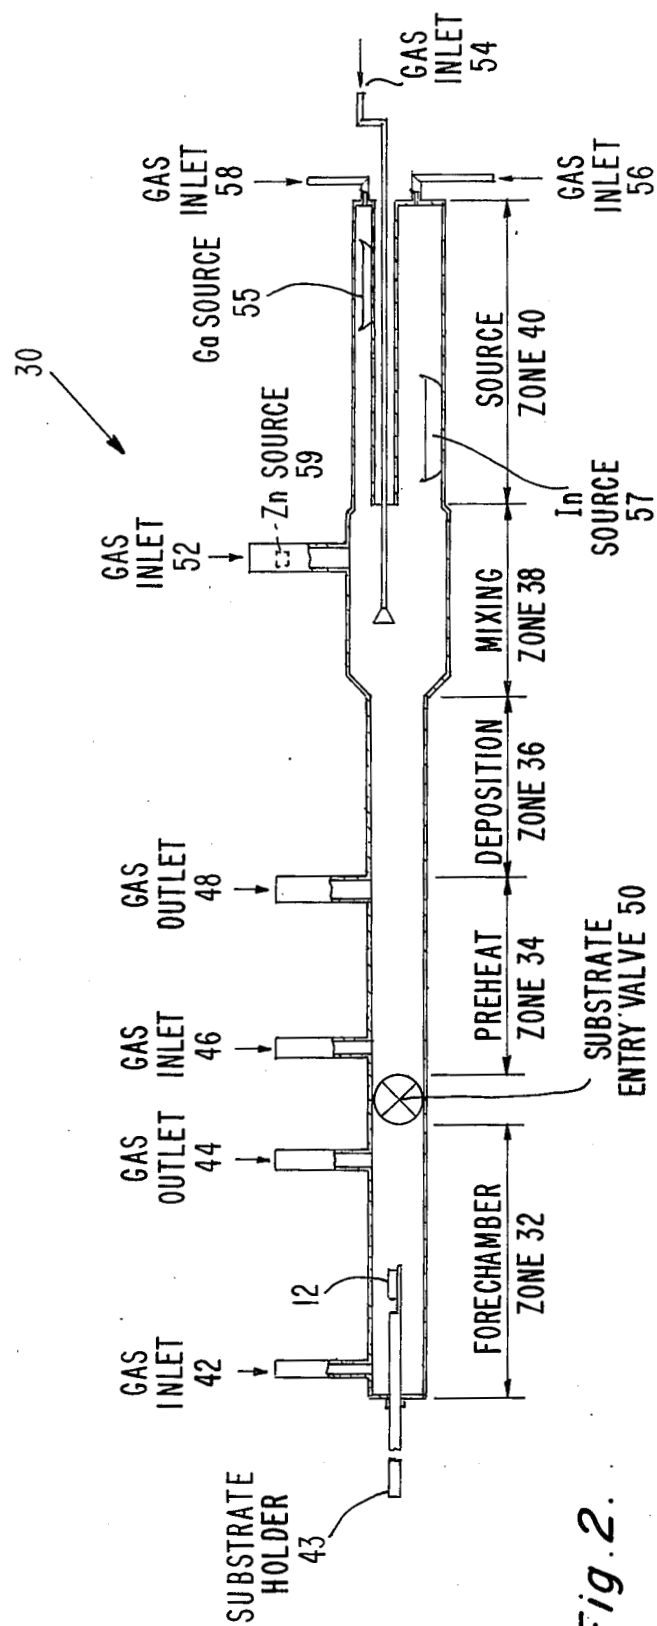 30
GAS
INLET
54
GAS
INLET
58
GAS
INLET
56
Ga SOURCE
55
Zn SOURCE
59
GAS
INLET
52
In
SOURCE
57
SOURCE
ZONE 40
MIXING
ZONE 38
DEPOSITION
ZONE 36
PREHEAT
ZONE 34
FORECHAMBER
ZONE 32
GAS
OUTLET
48
GAS
INLET
46
GAS
OUTLET
44
GAS
INLET
42
SUBSTRATE
ENTRY VALVE 50
12
SUBSTRATE
HOLDER
43
Fig. 2.